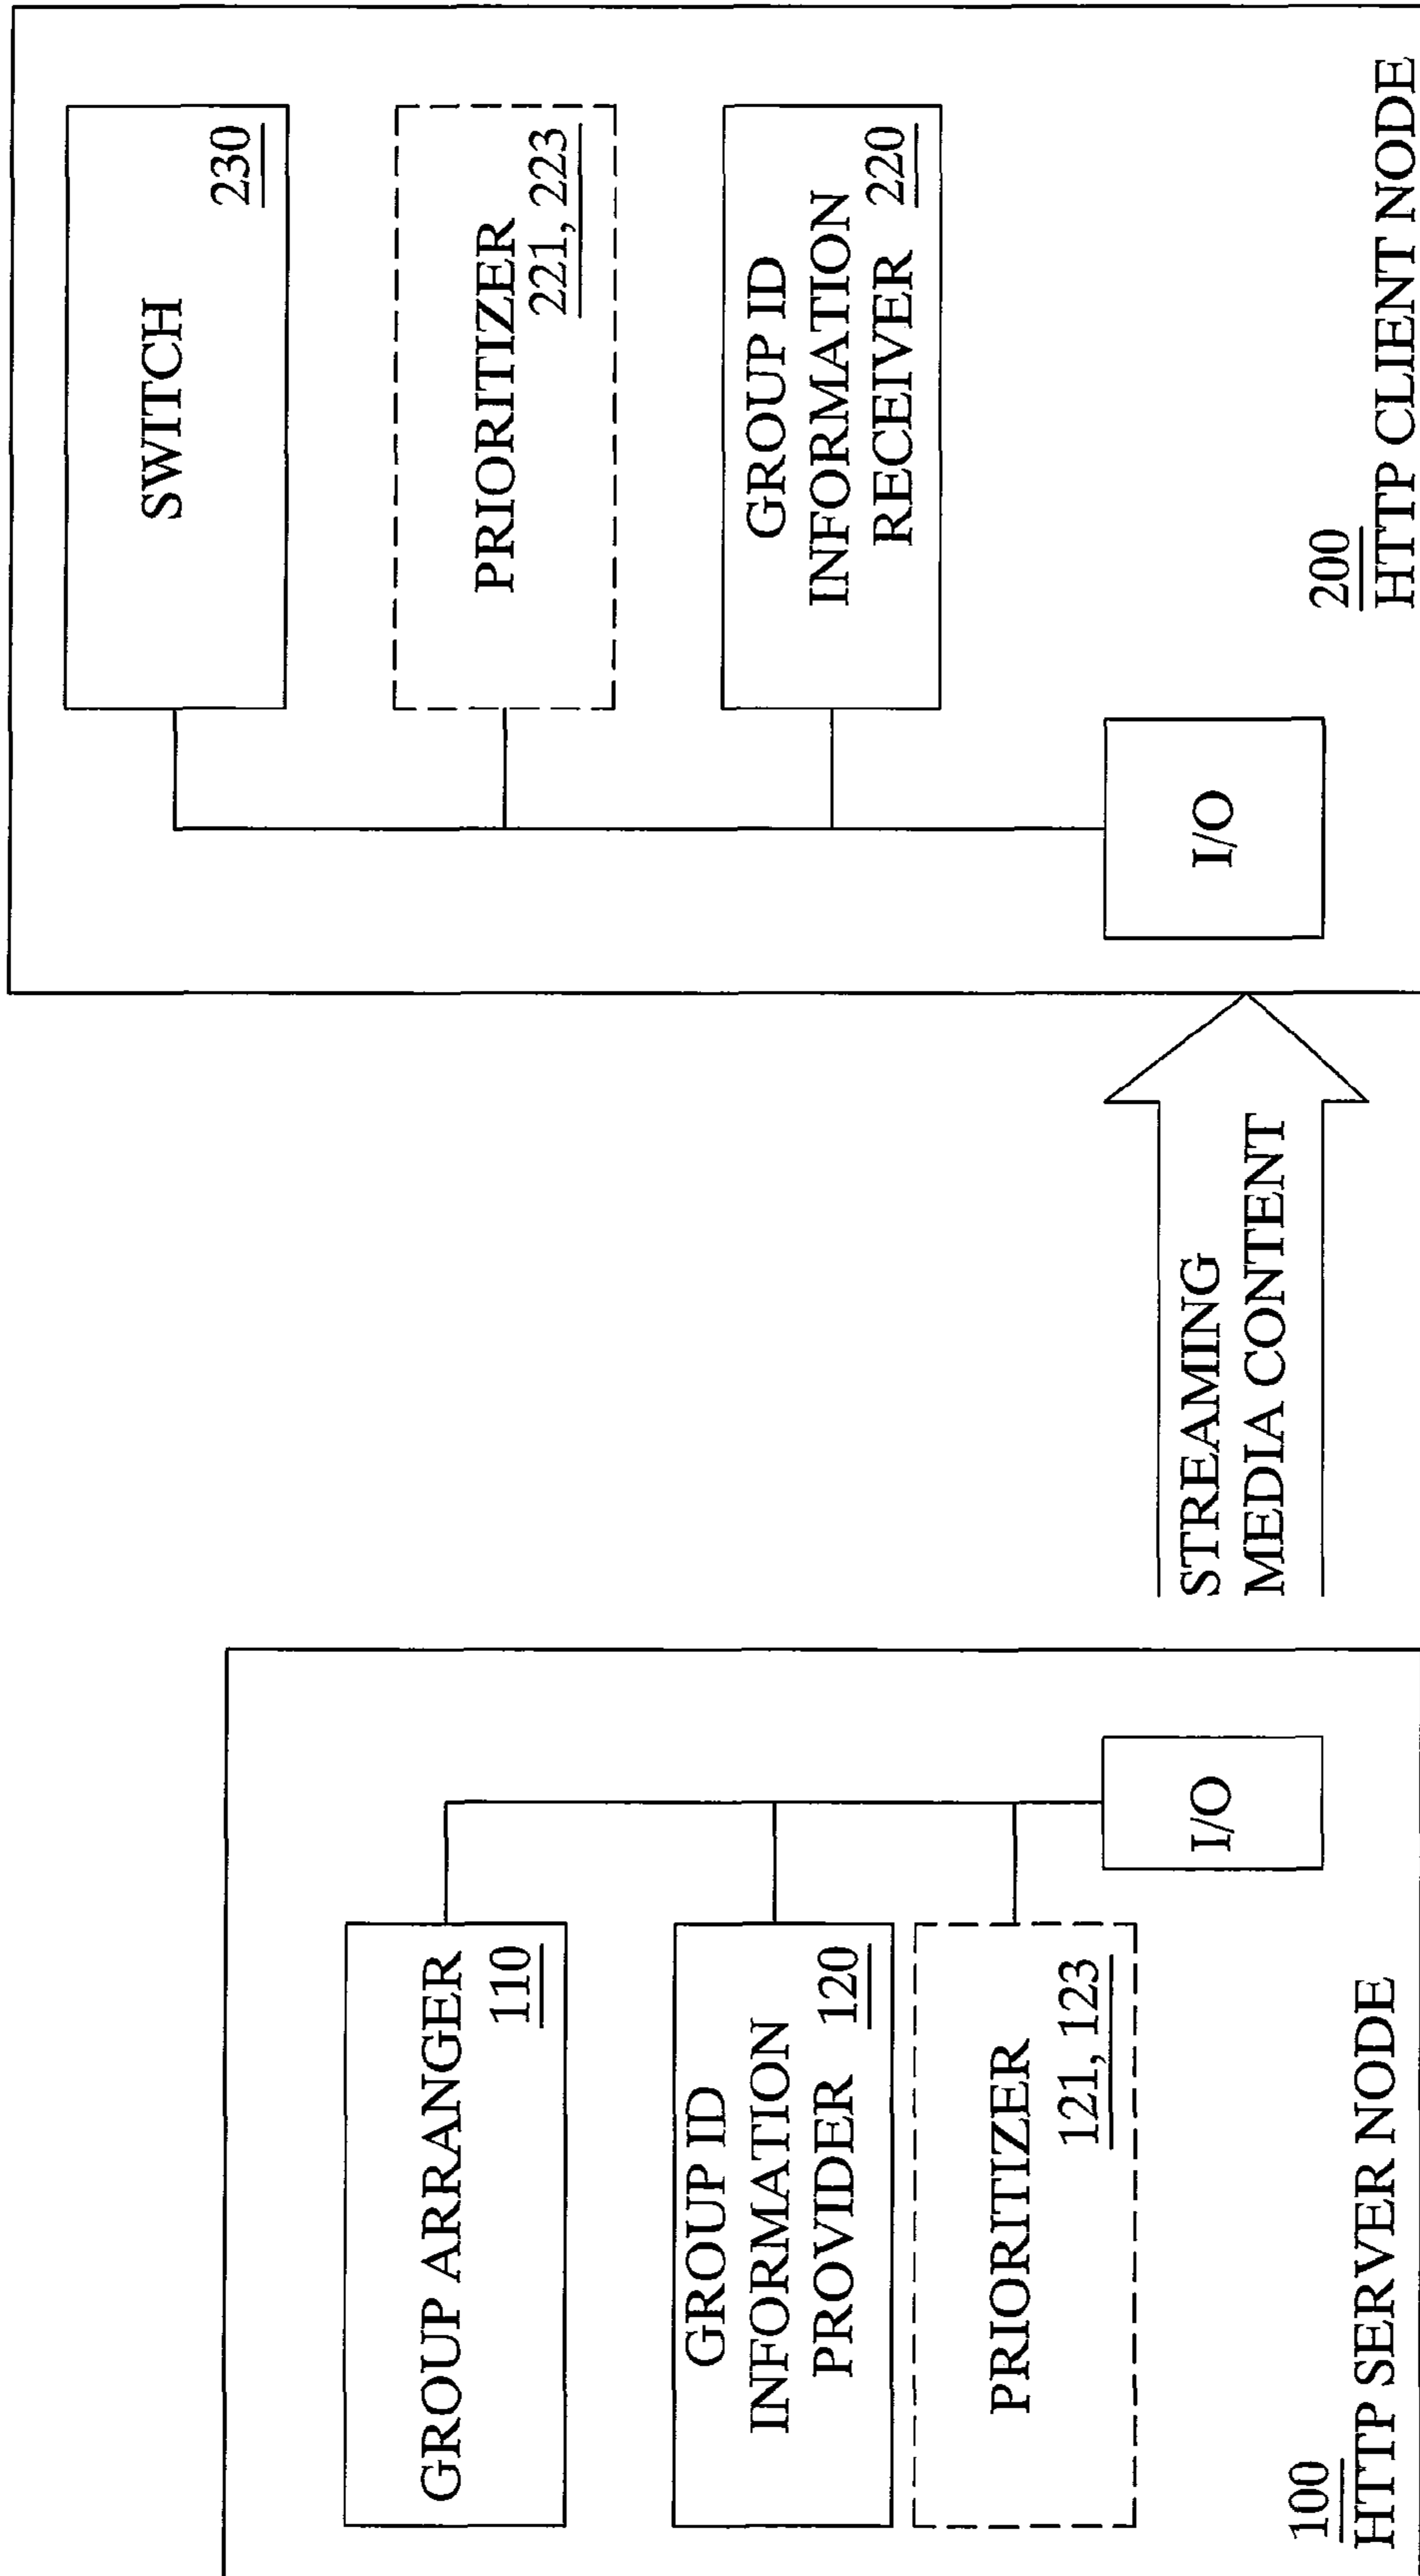 GROUP ARRANGER
110
GROUP ID
INFORMATION
PROVIDER 120
PRIORITIZER
121, 123
I/O
100
HTTP SERVER NODE
STREAMING
MEDIA CONTENT
SWITCH
230
PRIORITIZER
221, 223
GROUP ID
INFORMATION
RECEIVER 220
I/O
200
HTTP CLIENT NODE